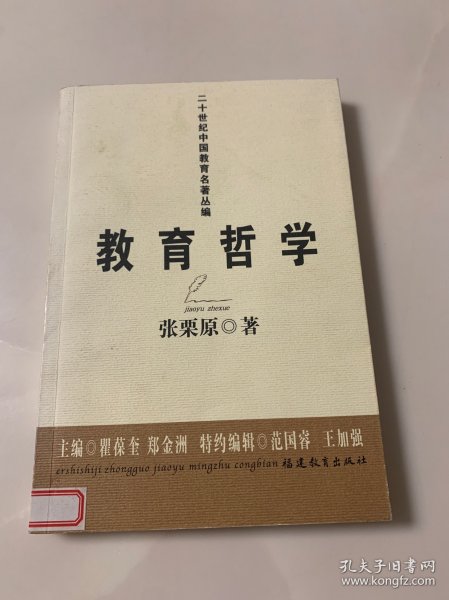 二十世纪中国教育名著丛编
教育哲学
jiaoyu zhexue
张栗原◎著
主编◎瞿葆奎 郑金洲 特约编辑◎范国睿 王加强
ershishiji zhongguo jiaoyu mingzhu congbian 福建教育出版社
孔夫子旧书网
www.kongfz.com